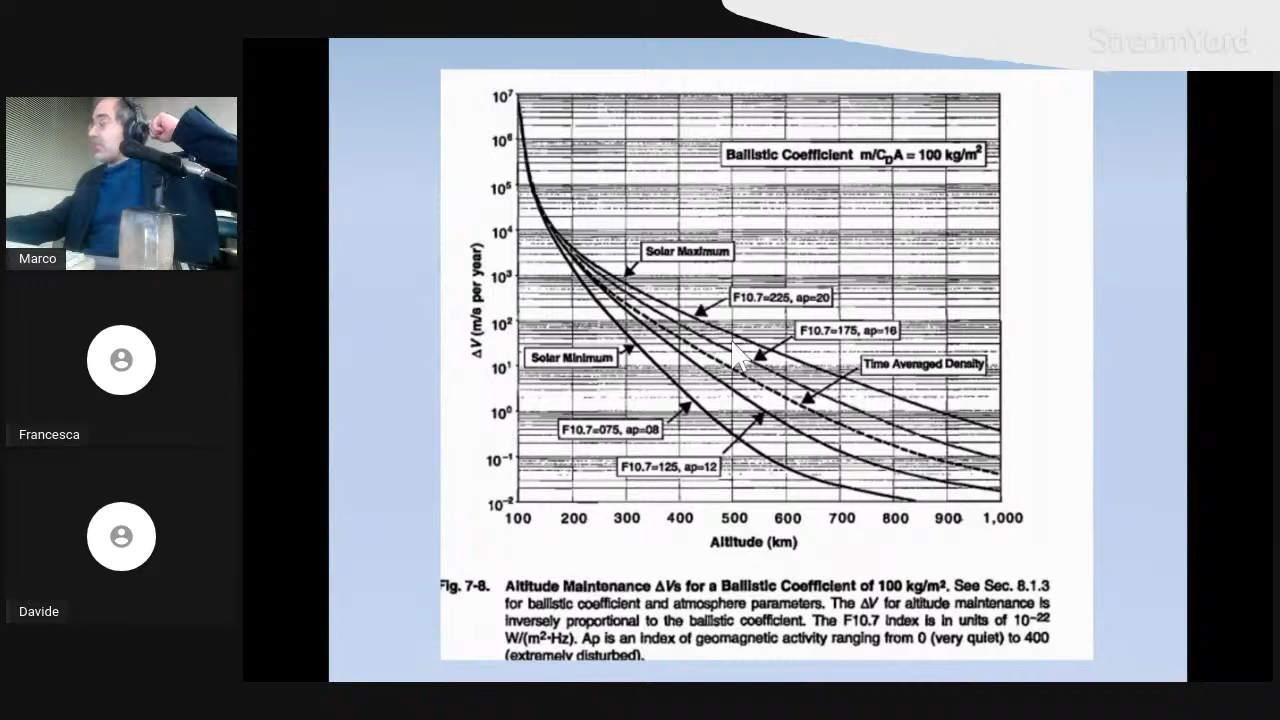 StreamYard
Marco
Francesca
Davide
10⁷
10⁶
10⁵
10⁴
10³
10²
10¹
10⁰
10⁻¹
10⁻²
ΔV (m/s per year)
Ballistic Coefficient m/C_DA = 100 kg/m²
Solar Maximum
F10.7=225, ap=20
F10.7=175, ap=16
Solar Minimum
Time Averaged Density
F10.7=075, ap=08
F10.7=125, ap=12
100 200 300 400 500 600 700 800 900 1,000
Altitude (km)
Fig. 7-8. Altitude Maintenance ΔVs for a Ballistic Coefficient of 100 kg/m². See Sec. 8.1.3
for ballistic coefficient and atmosphere parameters. The ΔV for altitude maintenance is
inversely proportional to the ballistic coefficient. The F10.7 index is in units of 10⁻²²
W/(m²·Hz). Ap is an index of geomagnetic activity ranging from 0 (very quiet) to 400
(extremely disturbed).